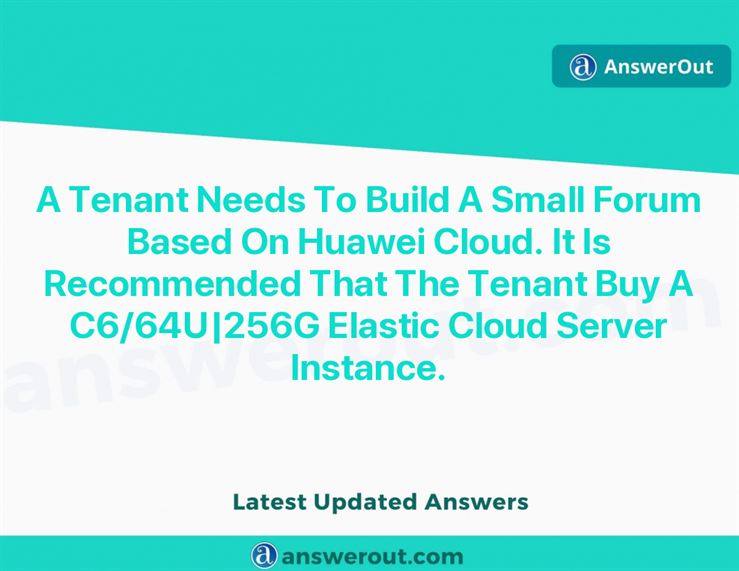 AnswerOut
A Tenant Needs To Build A Small Forum
Based On Huawei Cloud. It Is
Recommended That The Tenant Buy A
C6/64U|256G Elastic Cloud Server
Instance.
answerout.com
Latest Updated Answers
answerout.com